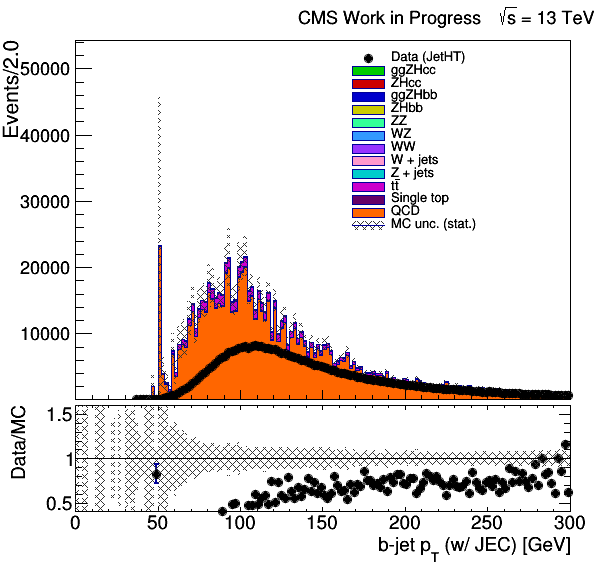 CMS Work in Progress √s = 13 TeV
Events/2.0
50000
40000
30000
20000
10000
Data (JetHT)
ggZHcc
ZHcc
ggZHbb
ZHbb
ZZ
WZ
WW
W + jets
Z + jets
tt̄
Single top
QCD
MC unc. (stat.)
Data/MC
1.5
1
0.5
0 50 100 150 200 250 300
b-jet p_T (w/ JEC) [GeV]